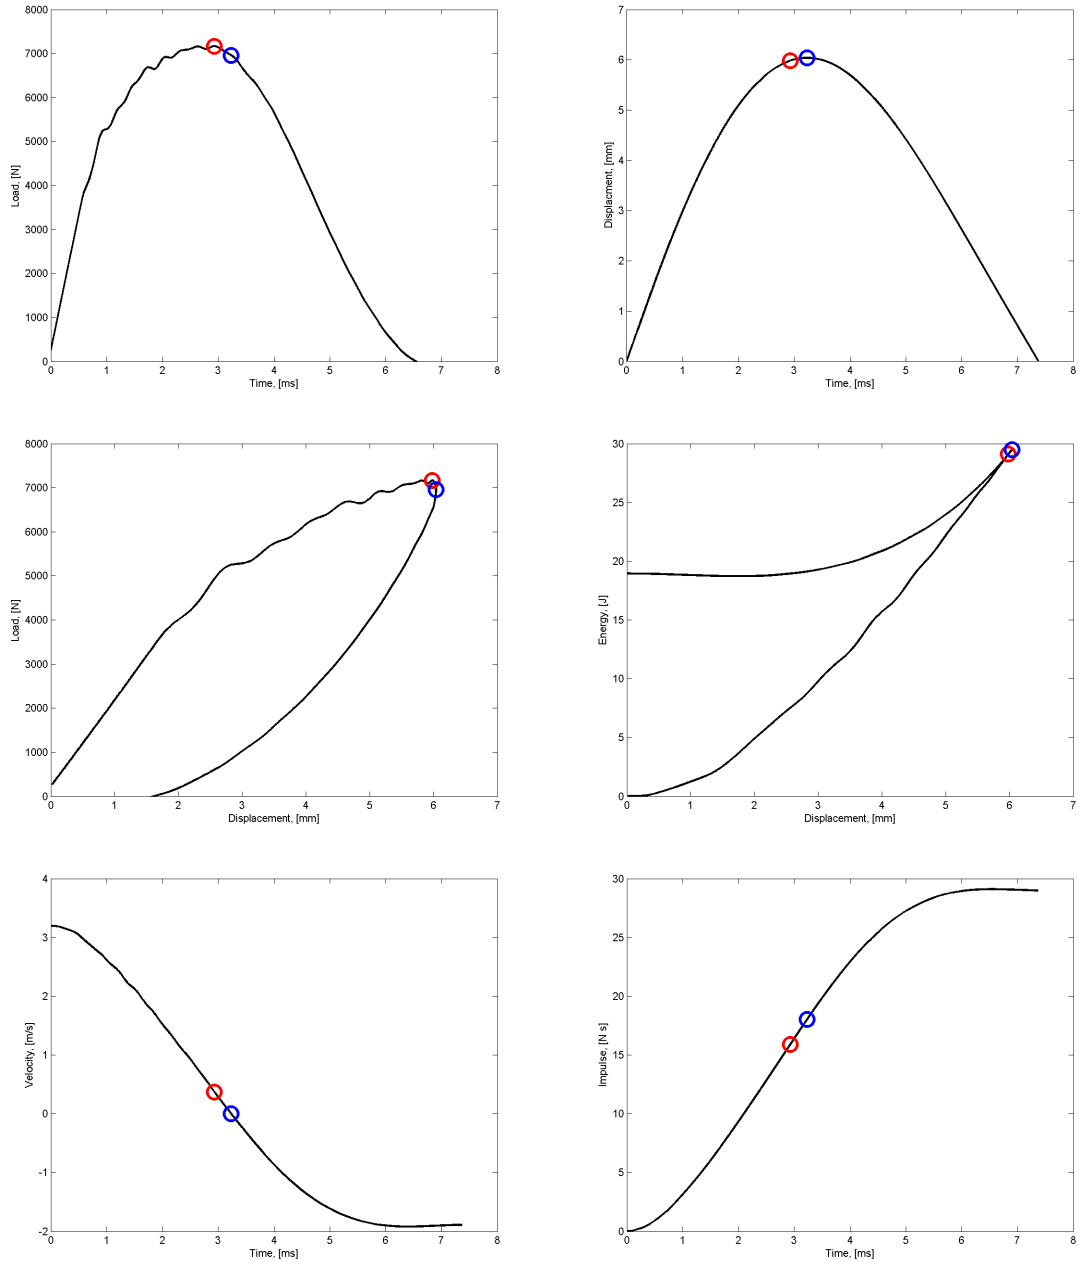 8000
7000
6000
5000
4000
3000
2000
1000
0
Load, [N]
0 1 2 3 4 5 6 7 8
Time, [ms]
7
6
5
4
3
2
1
0
Displacment, [mm]
0 1 2 3 4 5 6 7 8
Time, [ms]
8000
7000
6000
5000
4000
3000
2000
1000
0
Load, [N]
0 1 2 3 4 5 6 7
Displacement, [mm]
30
25
20
15
10
5
0
Energy, [J]
0 1 2 3 4 5 6 7
Displacement, [mm]
4
3
2
1
0
-1
-2
Velocity, [m/s]
0 1 2 3 4 5 6 7 8
Time, [ms]
30
25
20
15
10
5
0
Impulse, [N s]
0 1 2 3 4 5 6 7 8
Time, [ms]